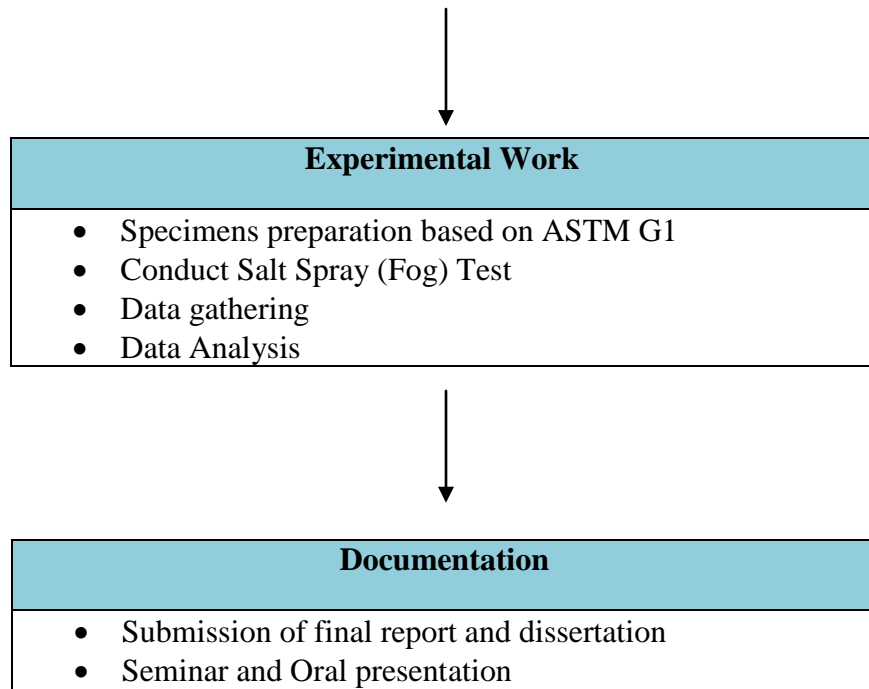 Experimental Work
• Specimens preparation based on ASTM G1
• Conduct Salt Spray (Fog) Test
• Data gathering
• Data Analysis
Documentation
• Submission of final report and dissertation
• Seminar and Oral presentation